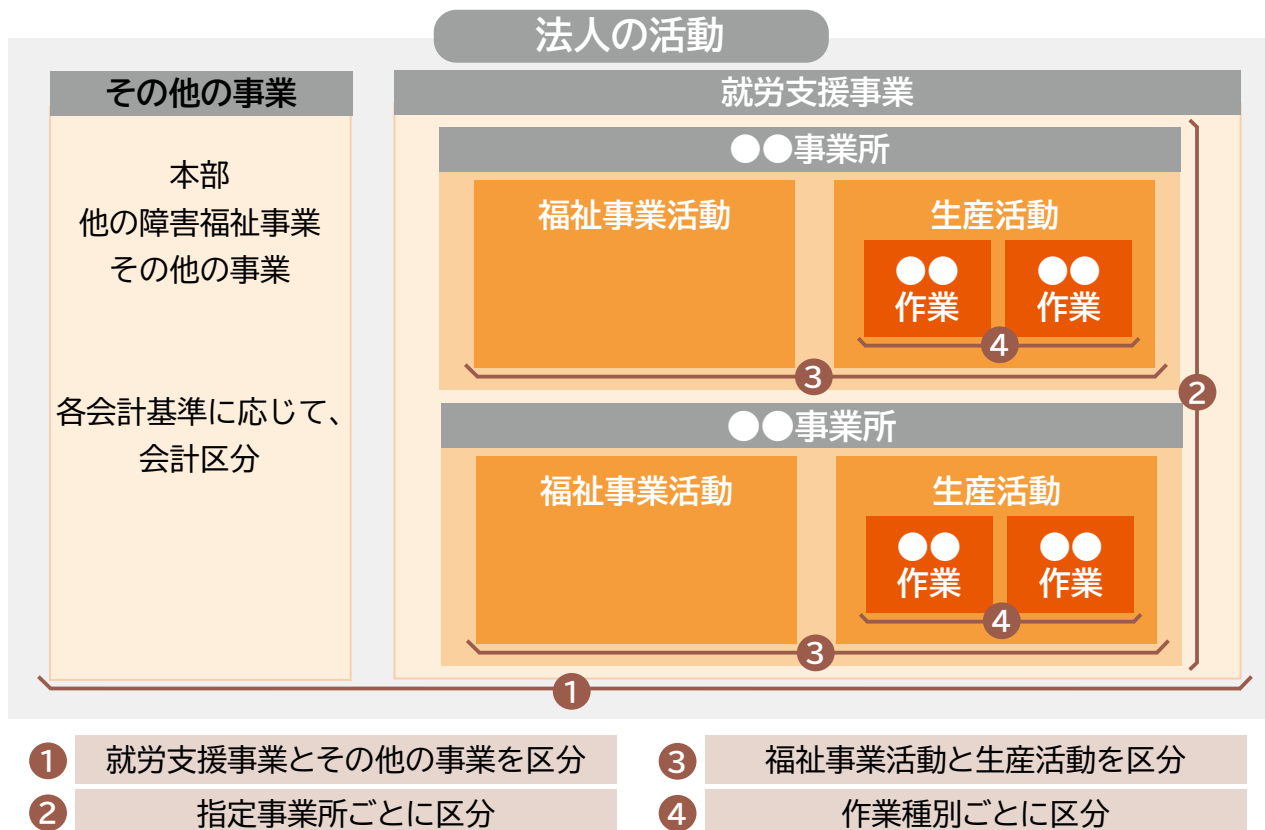 法人の活動
その他の事業
本部
他の障害福祉事業
その他の事業
各会計基準に応じて、
会計区分
就労支援事業
●●事業所
福祉事業活動
生産活動
●●
作業
●●
作業
4
3
2
●●事業所
福祉事業活動
生産活動
●●
作業
●●
作業
4
3
1
1 就労支援事業とその他の事業を区分
2 指定事業所ごとに区分
3 福祉事業活動と生産活動を区分
4 作業種別ごとに区分